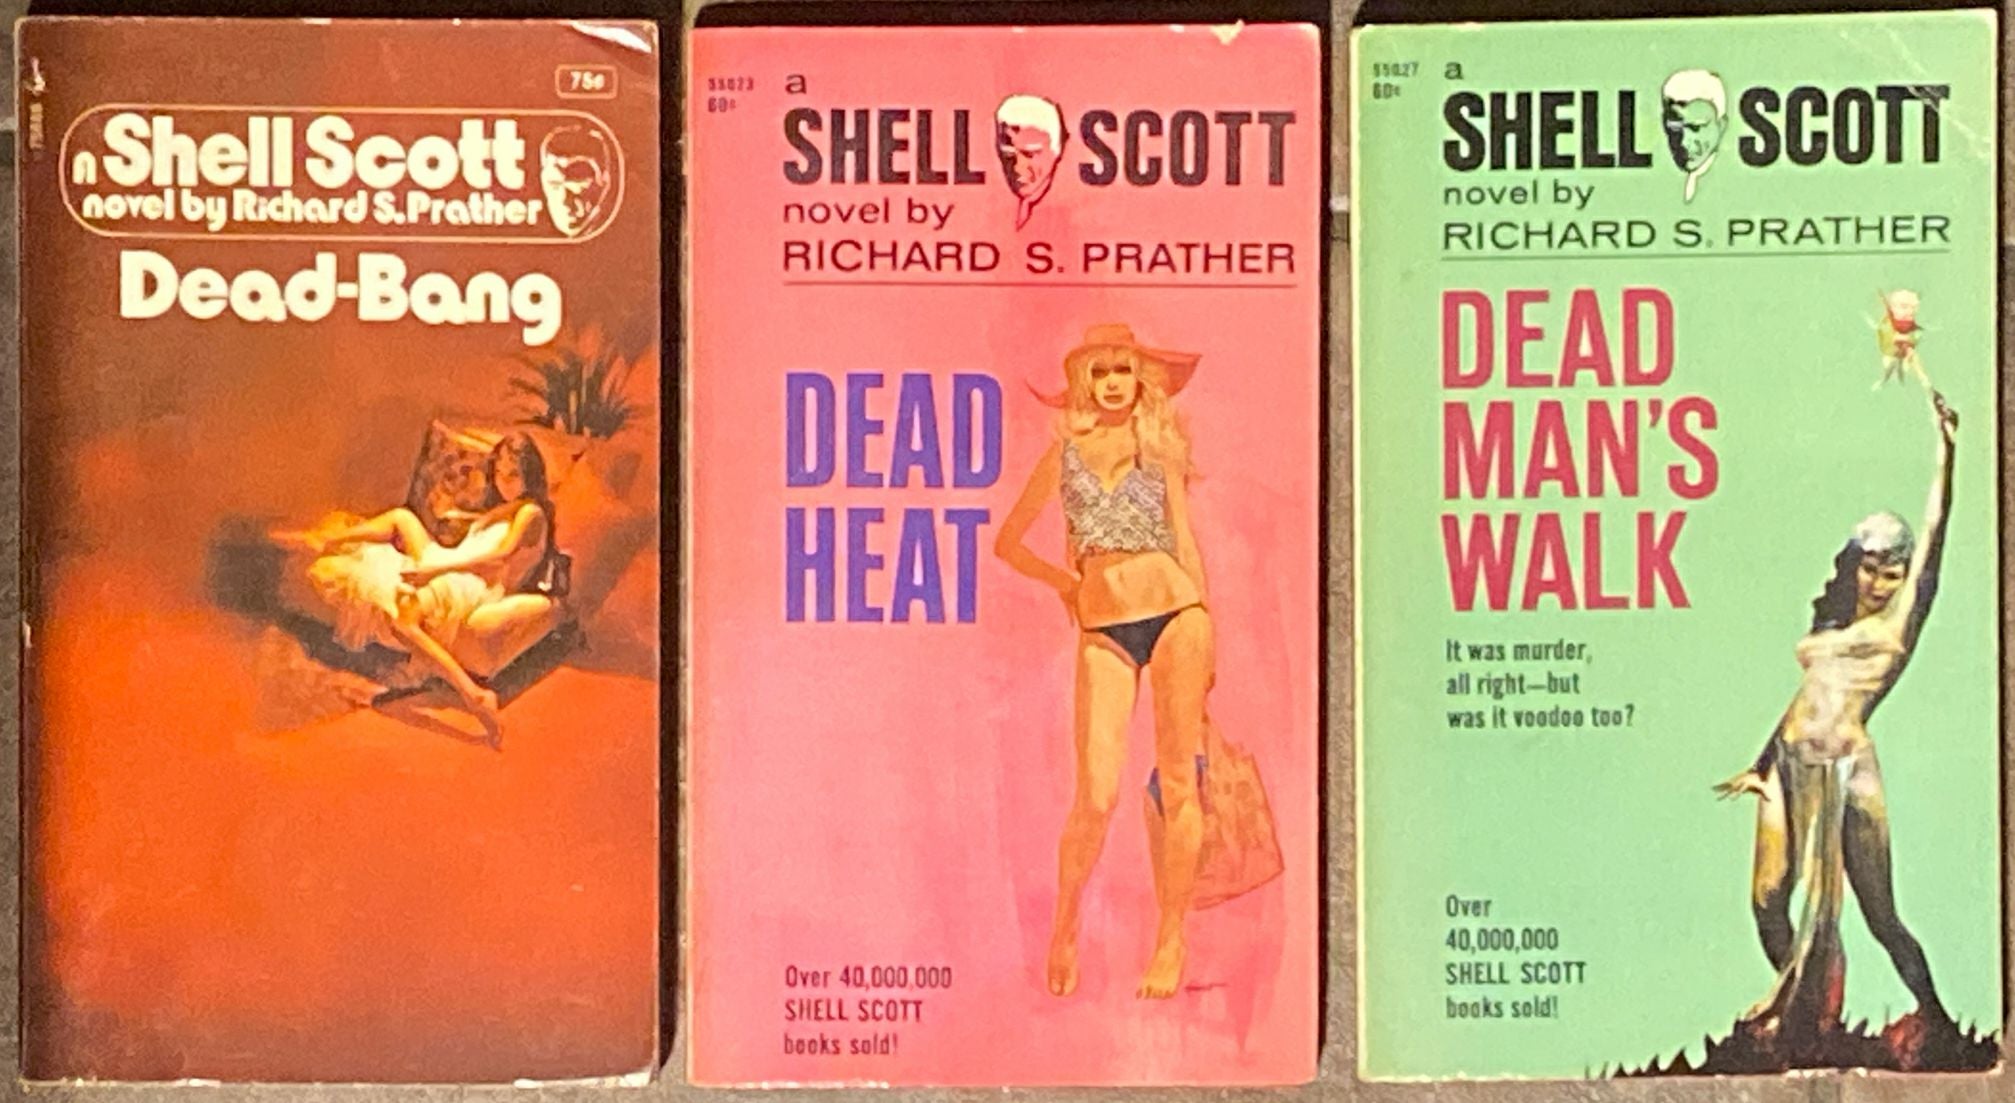 75¢
a Shell Scott
novel by Richard S. Prather
Dead-Bang
60¢
a
SHELL SCOTT
novel by
RICHARD S. PRATHER
DEAD
HEAT
Over 40,000,000
SHELL SCOTT
books sold!
60¢
a
SHELL SCOTT
novel by
RICHARD S. PRATHER
DEAD
MAN'S
WALK
It was murder,
all right—but
was it voodoo too?
Over
40,000,000
SHELL SCOTT
books sold!